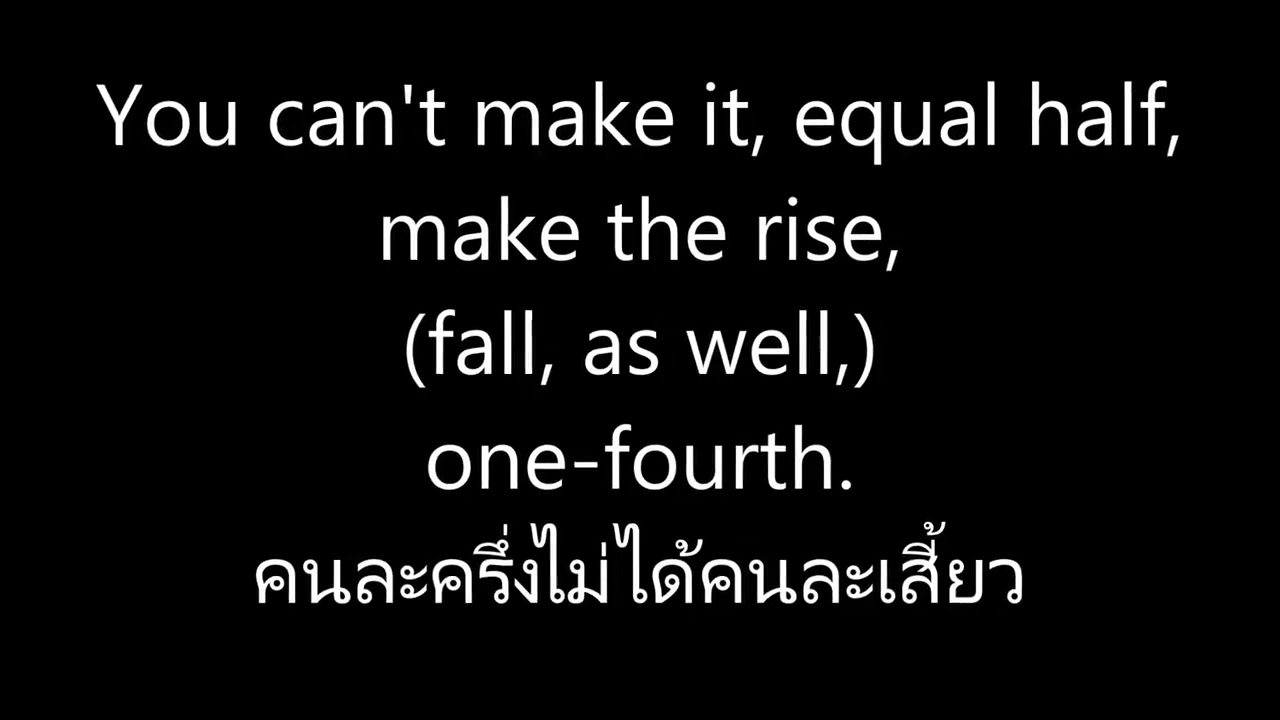 You can't make it, equal half,
make the rise,
(fall, as well,)
one-fourth.
คนละครึ่งไม่ได้คนละเสี้ยว